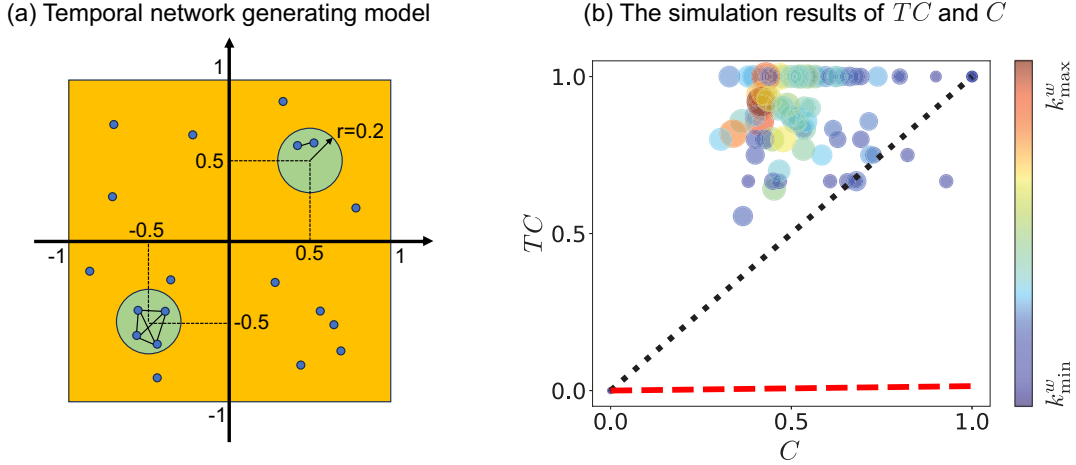 (a) Temporal network generating model
(b) The simulation results of TC and C
1
r=0.2
0.5
-0.5
-1
0.5
1
-0.5
-1
1.0
0.5
0.0
TC
0.0
0.5
1.0
C
k^w_max
k^w_min